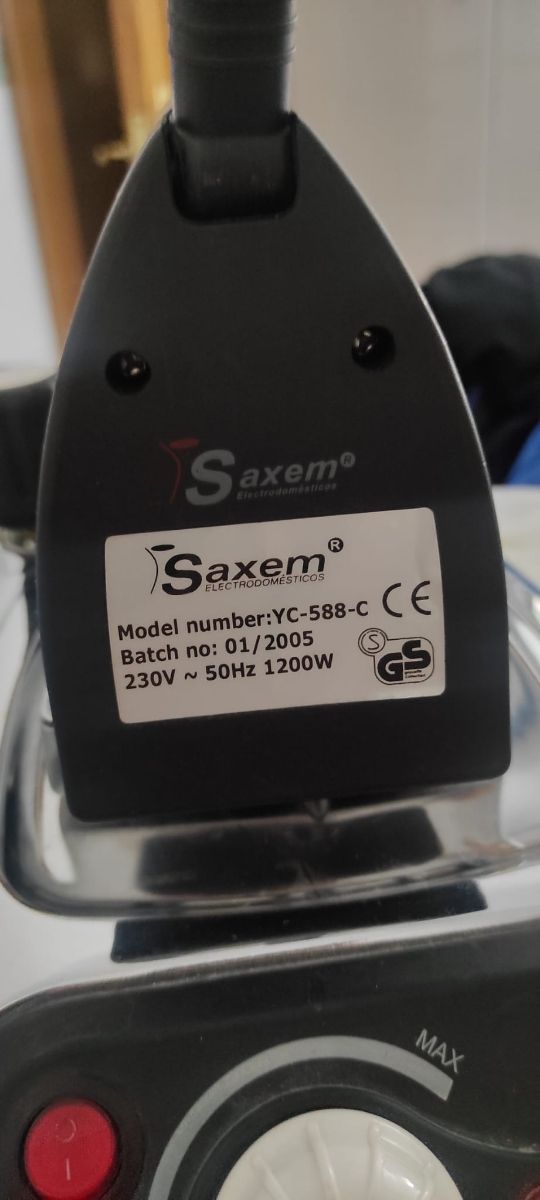 Saxem®
Electrodomésticos
Saxem®
ELECTRODOMÉSTICOS
Model number:YC-588-C CE
Batch no: 01/2005
S GS
230V ~ 50Hz 1200W
MAX